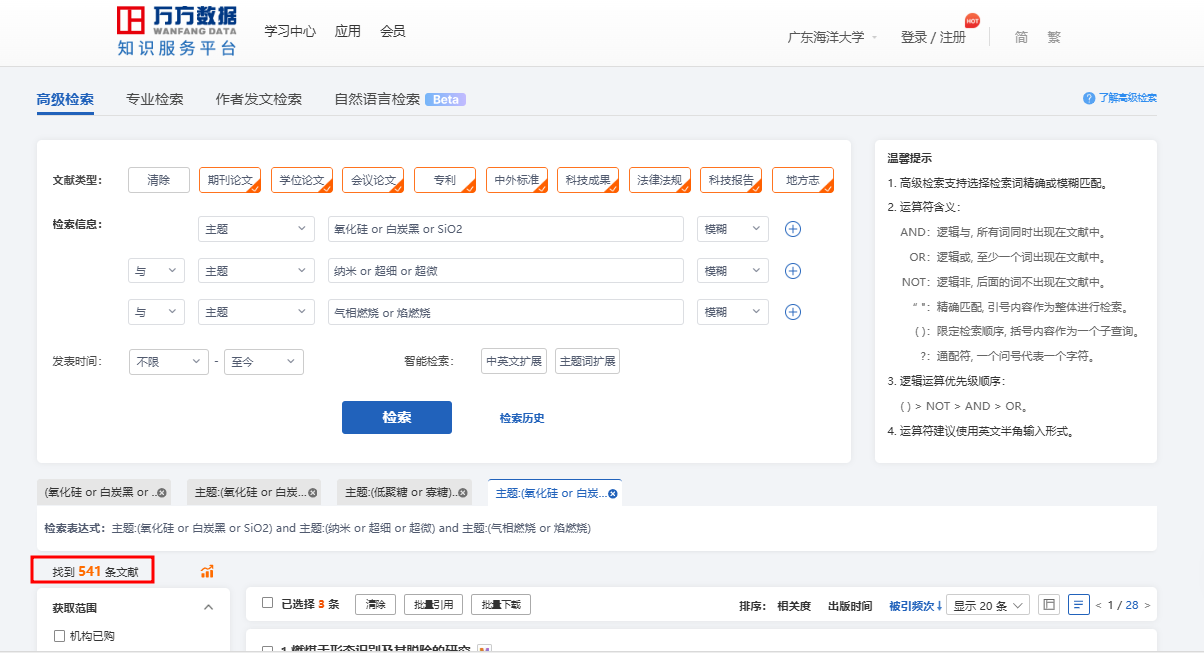 万方数据
WANFANG DATA
知识服务平台
学习中心 应用 会员
广东海洋大学 登录 / 注册 HOT 简 繁
高级检索 专业检索 作者发文检索 自然语言检索 Beta
? 了解高级检索
文献类型: 清除 期刊论文 学位论文 会议论文 专利 中外标准 科技成果 法律法规 科技报告 地方志
检索信息: 主题 氧化硅 or 白炭黑 or SiO2 模糊
与 主题 纳米 or 超细 or 超微 模糊
与 主题 气相燃烧 or 焰燃烧 模糊
发表时间: 不限 - 至今 智能检索: 中英文扩展 主题词扩展
检索 检索历史
温馨提示
1. 高级检索支持选择检索词精确或模糊匹配。
2. 运算符含义:
AND: 逻辑与, 所有词同时出现在文献中。
OR: 逻辑或, 至少一个词出现在文献中。
NOT: 逻辑非, 后面的词不出现在文献中。
" ": 精确匹配, 引号内容作为整体进行检索。
( ): 限定检索顺序, 括号内容作为一个子查询。
?: 通配符, 一个问号代表一个字符。
3. 逻辑运算优先级顺序:
( ) > NOT > AND > OR。
4. 运算符建议使用英文半角输入形式。
(氧化硅 or 白炭黑 or .. 主题:(氧化硅 or 白炭... 主题:(低聚糖 or 寡糖).. 主题:(氧化硅 or 白炭...
检索表达式: 主题:(氧化硅 or 白炭黑 or SiO2) and 主题:(纳米 or 超细 or 超微) and 主题:(气相燃烧 or 焰燃烧)
找到 541 条文献
获取范围
机构已购
已选择 3 条 清除 批量引用 批量下载 排序: 相关度 出版时间 被引频次↓ 显示 20 条 < 1 / 28 >
1.燃煤于形态识别及其脱除的研究